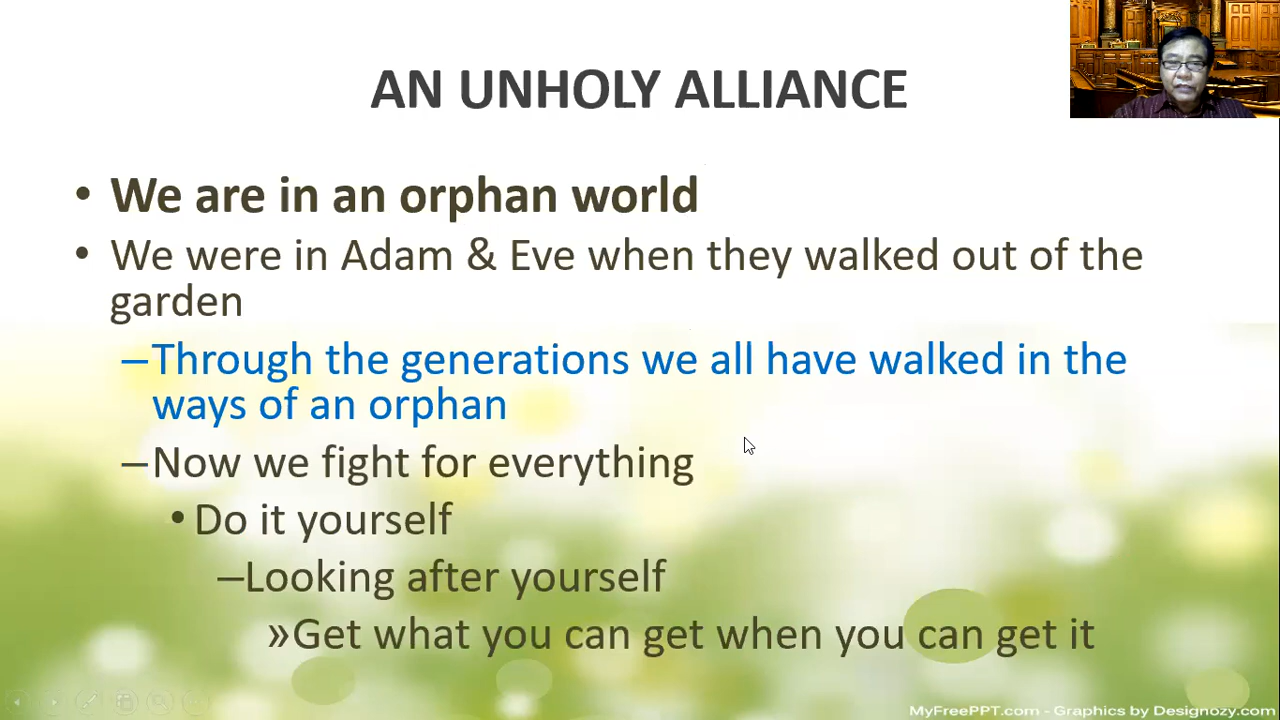 AN UNHOLY ALLIANCE
• We are in an orphan world
• We were in Adam & Eve when they walked out of the
garden
–Through the generations we all have walked in the
ways of an orphan
–Now we fight for everything
• Do it yourself
–Looking after yourself
»Get what you can get when you can get it
MyFreePPT.com - Graphics by Designozy.com